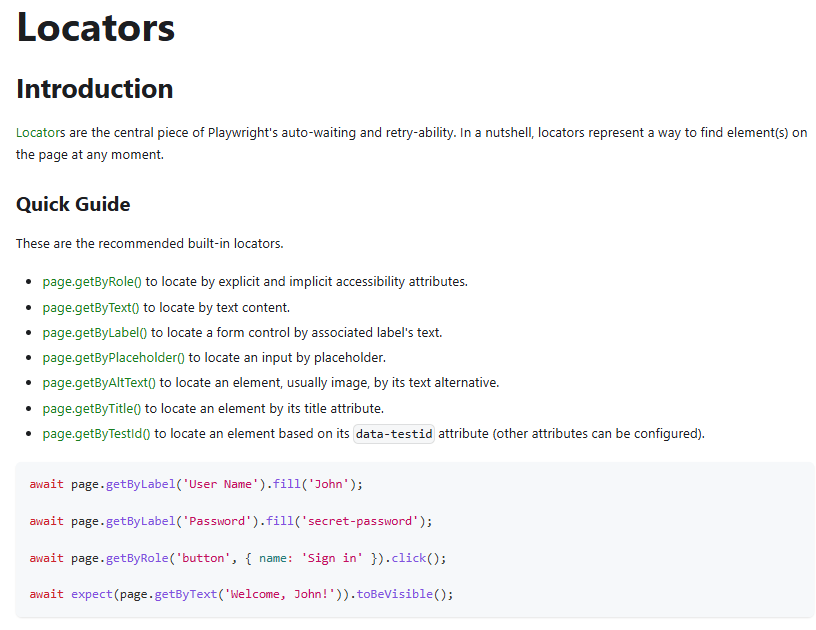 Locators
Introduction
Locators are the central piece of Playwright's auto-waiting and retry-ability. In a nutshell, locators represent a way to find element(s) on
the page at any moment.
Quick Guide
These are the recommended built-in locators.
• page.getByRole() to locate by explicit and implicit accessibility attributes.
• page.getByText() to locate by text content.
• page.getByLabel() to locate a form control by associated label's text.
• page.getByPlaceholder() to locate an input by placeholder.
• page.getByAltText() to locate an element, usually image, by its text alternative.
• page.getByTitle() to locate an element by its title attribute.
• page.getByTestId() to locate an element based on its data-testid attribute (other attributes can be configured).
await page.getByLabel('User Name').fill('John');
await page.getByLabel('Password').fill('secret-password');
await page.getByRole('button', { name: 'Sign in' }).click();
await expect(page.getByText('Welcome, John!')).toBeVisible();